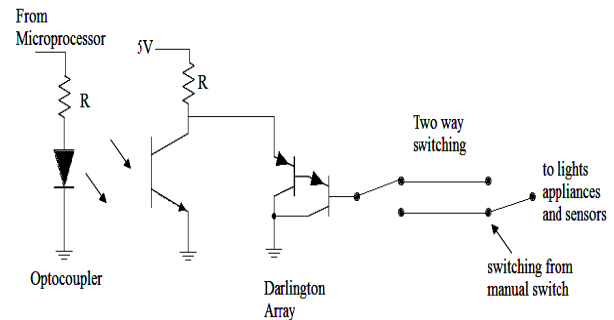 From
Microprocessor
5V
R
R
Two way
switching
to lights
appliances
and sensors
switching from
manual switch
Optocoupler
Darlington
Array